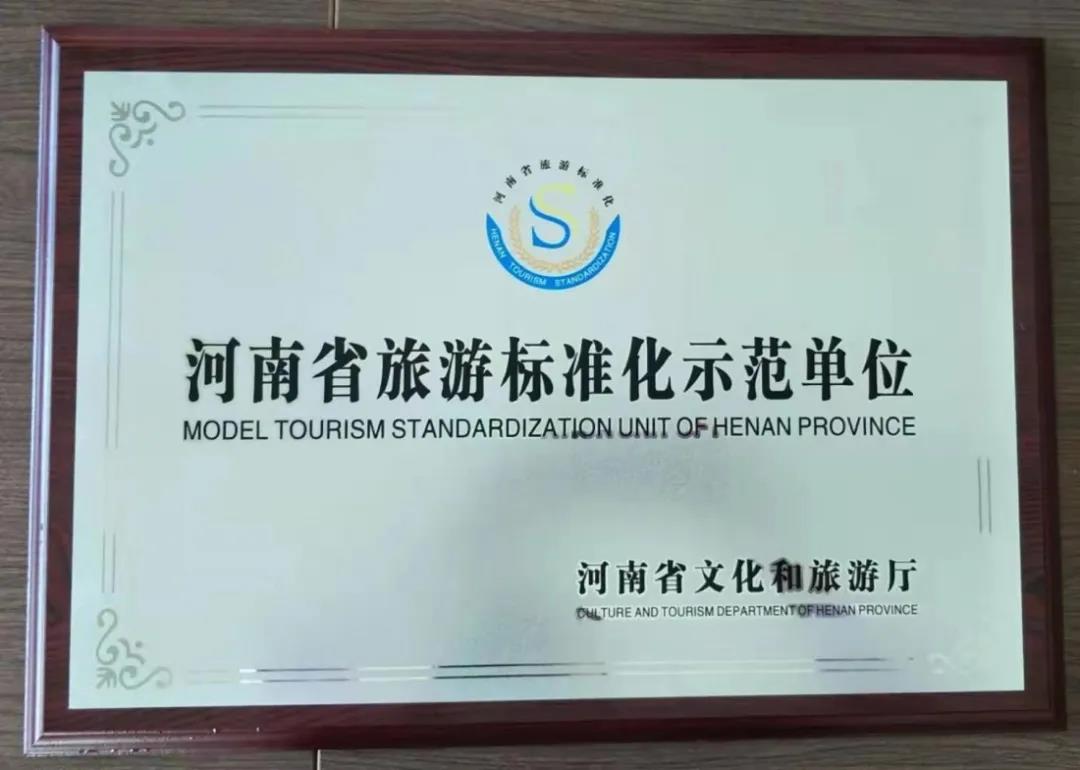 河南省旅游标准化
HENAN TOURISM STANDARDIZATION
河南省旅游标准化示范单位
MODEL TOURISM STANDARDIZATION UNIT OF HENAN PROVINCE
河南省文化和旅游厅
CULTURE AND TOURISM DEPARTMENT OF HENAN PROVINCE